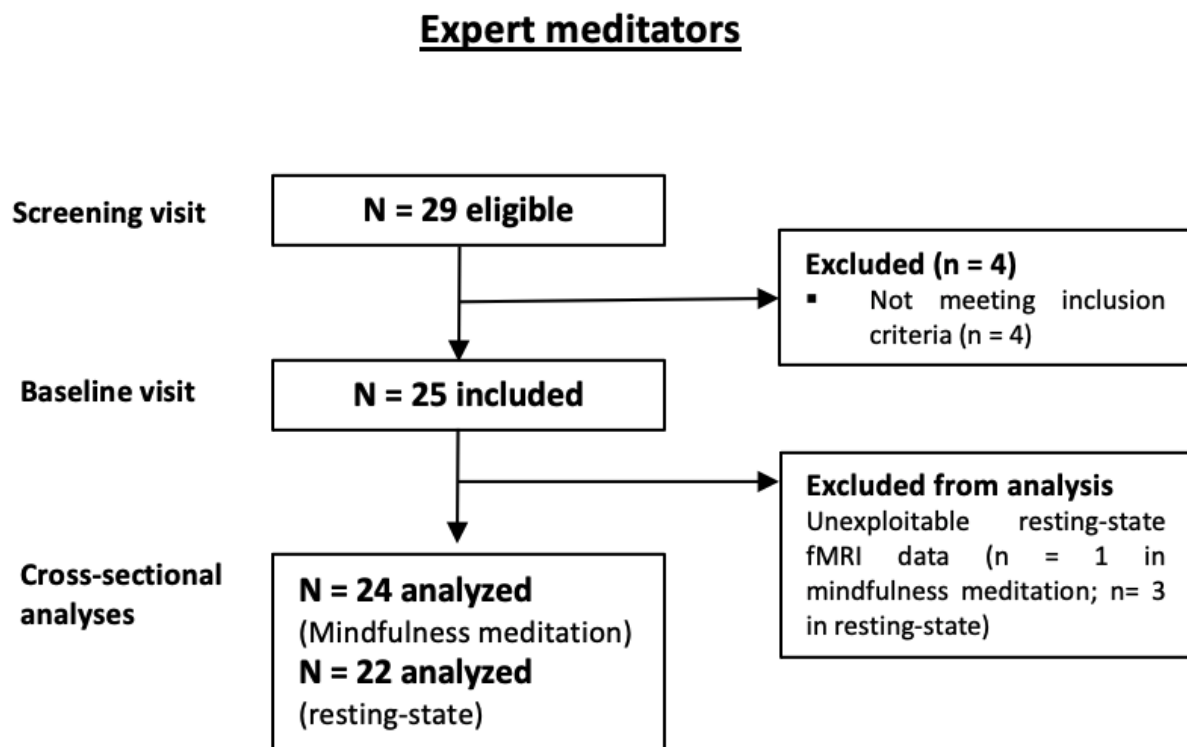 Expert meditators
Screening visit
N = 29 eligible
Excluded (n = 4)
▪ Not meeting inclusion
criteria (n = 4)
Baseline visit
N = 25 included
Excluded from analysis
Unexploitable resting-state
fMRI data (n = 1 in
mindfulness meditation; n= 3
in resting-state)
Cross-sectional
analyses
N = 24 analyzed
(Mindfulness meditation)
N = 22 analyzed
(resting-state)